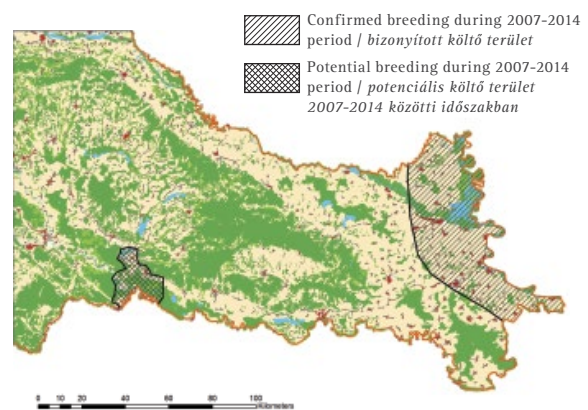 Confirmed breeding during 2007-2014
period / bizonyított költő terület
Potential breeding during 2007-2014
period / potenciális költő terület
2007-2014 közötti időszakban
0 10 20 40 60 80 100
Kilometers